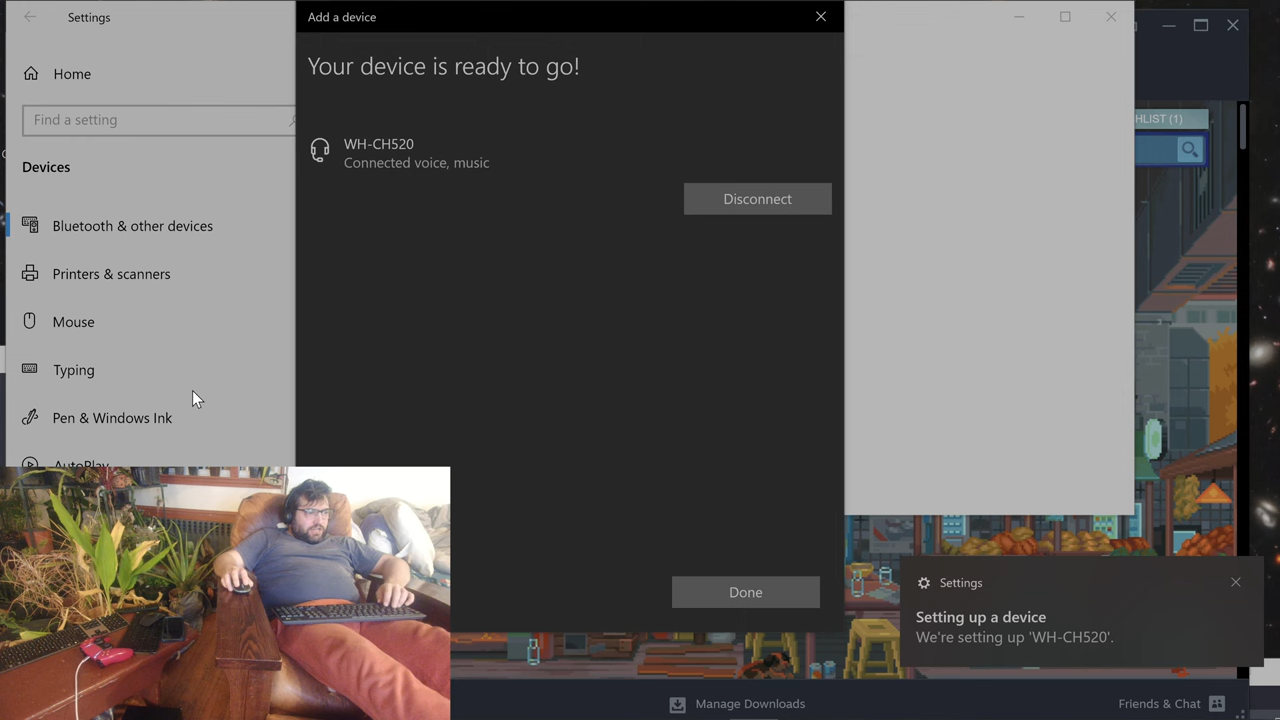 Settings
Home
Find a setting
Devices
Bluetooth & other devices
Printers & scanners
Mouse
Typing
Pen & Windows Ink
AutoPlay
Add a device
Your device is ready to go!
WH-CH520
Connected voice, music
Disconnect
Done
HLIST (1)
Settings
Setting up a device
We're setting up 'WH-CH520'.
Manage Downloads
Friends & Chat